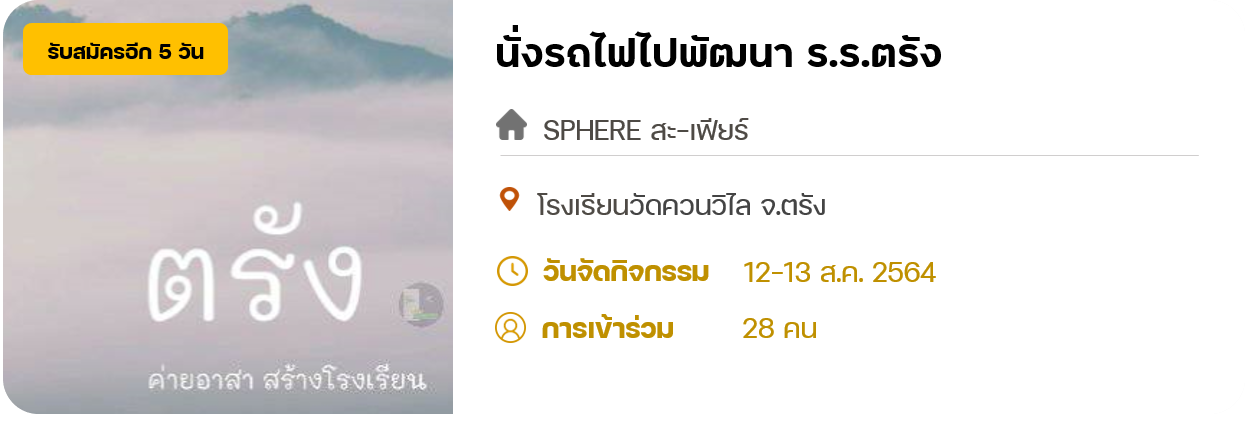 รับสมัครอีก 5 วัน
ตรัง
ค่ายอาสา สร้างโรงเรียน
นั่งรถไฟไปพัฒนา ร.ร.ตรัง
SPHERE สะ-เฟียร์
โรงเรียนวัดควนวิไล จ.ตรัง
วันจัดกิจกรรม 12-13 ส.ค. 2564
การเข้าร่วม 28 คน